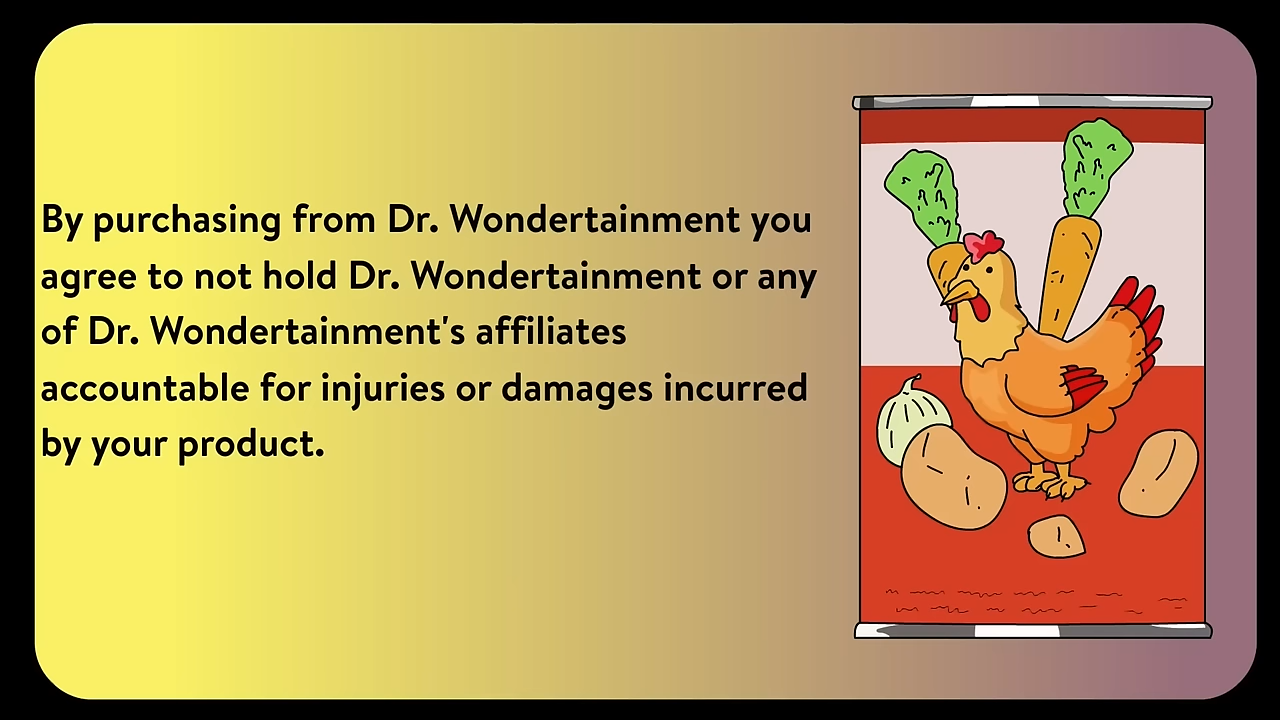 By purchasing from Dr. Wondertainment you
agree to not hold Dr. Wondertainment or any
of Dr. Wondertainment's affiliates
accountable for injuries or damages incurred
by your product.